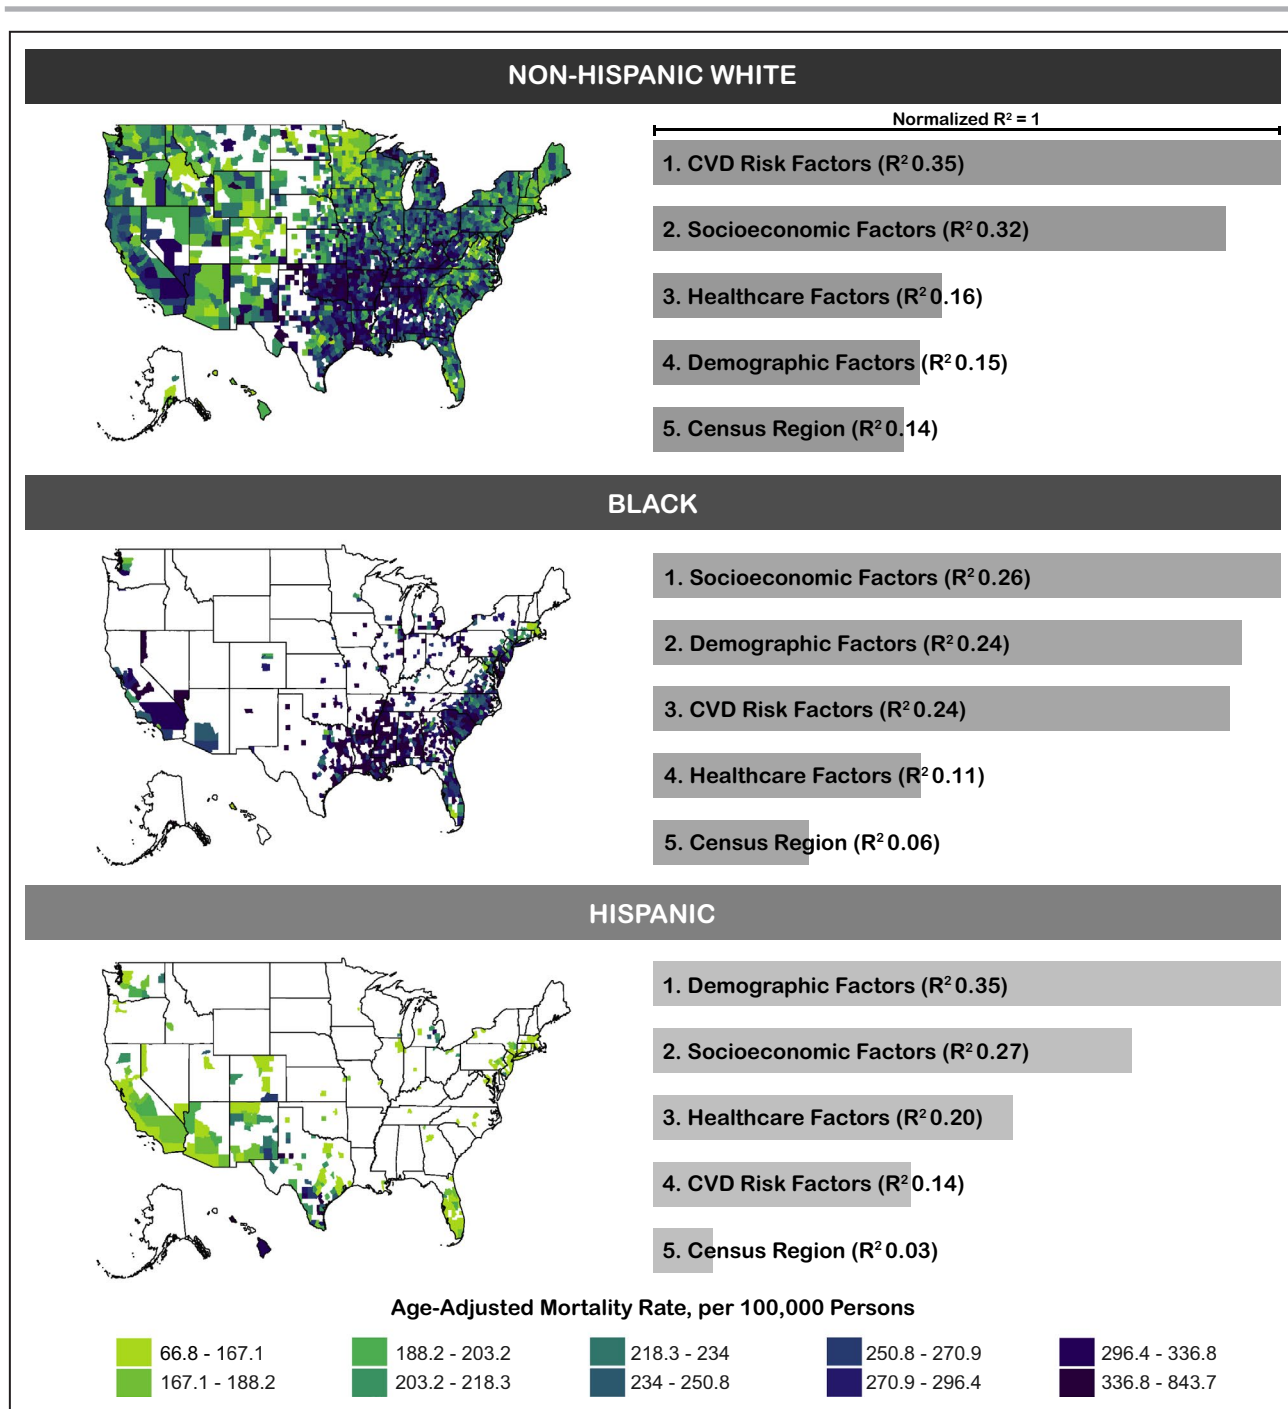 NON-HISPANIC WHITE
Normalized R² = 1
1. CVD Risk Factors (R² 0.35)
2. Socioeconomic Factors (R² 0.32)
3. Healthcare Factors (R² 0.16)
4. Demographic Factors (R² 0.15)
5. Census Region (R² 0.14)
BLACK
1. Socioeconomic Factors (R² 0.26)
2. Demographic Factors (R² 0.24)
3. CVD Risk Factors (R² 0.24)
4. Healthcare Factors (R² 0.11)
5. Census Region (R² 0.06)
HISPANIC
1. Demographic Factors (R² 0.35)
2. Socioeconomic Factors (R² 0.27)
3. Healthcare Factors (R² 0.20)
4. CVD Risk Factors (R² 0.14)
5. Census Region (R² 0.03)
Age-Adjusted Mortality Rate, per 100,000 Persons
66.8 - 167.1 188.2 - 203.2 218.3 - 234 250.8 - 270.9 296.4 - 336.8
167.1 - 188.2 203.2 - 218.3 234 - 250.8 270.9 - 296.4 336.8 - 843.7